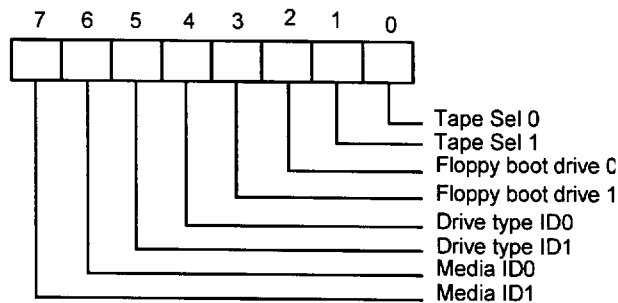 7 6 5 4 3 2 1 0
Tape Sel 0
Tape Sel 1
Floppy boot drive 0
Floppy boot drive 1
Drive type ID0
Drive type ID1
Media ID0
Media ID1